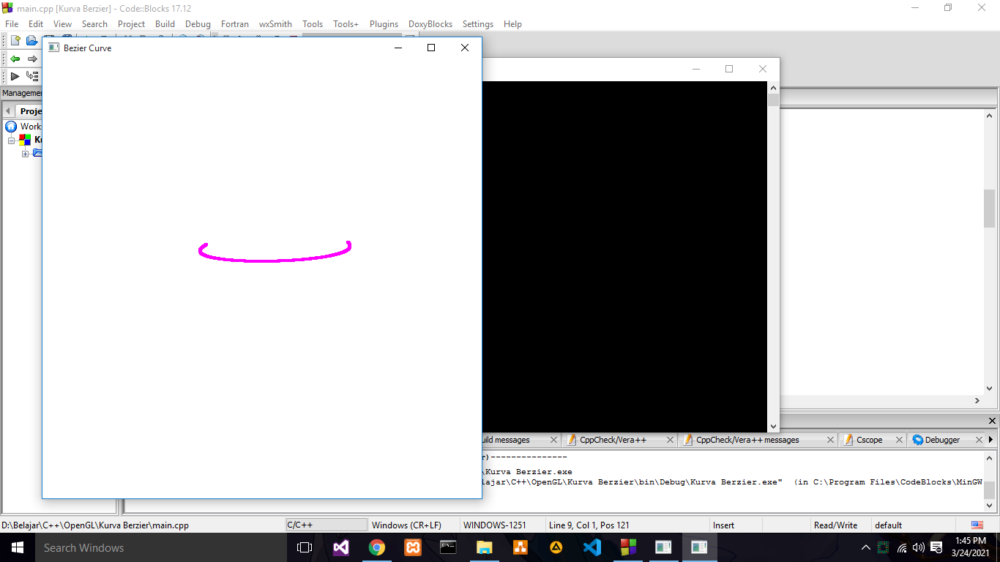 main.cpp [Kurva Berzier] - Code::Blocks 17.12
File Edit View Search Project Build Debug Fortran wxSmith Tools Tools+ Plugins DoxyBlocks Settings Help
Bezier Curve
Managemen
Proje
Works
Ku
uild messages CppCheck/Vera++ CppCheck/Vera++ messages Cscope Debugger
r)---------------
\Kurva Berzier.exe
lajar\C++\OpenGL\Kurva Berzier\bin\Debug\Kurva Berzier.exe" (in C:\Program Files\CodeBlocks\MinGW
D:\Belajar\C++\OpenGL\Kurva Berzier\main.cpp C/C++ Windows (CR+LF) WINDOWS-1251 Line 9, Col 1, Pos 121 Insert Read/Write default
Search Windows
1:45 PM
3/24/2021